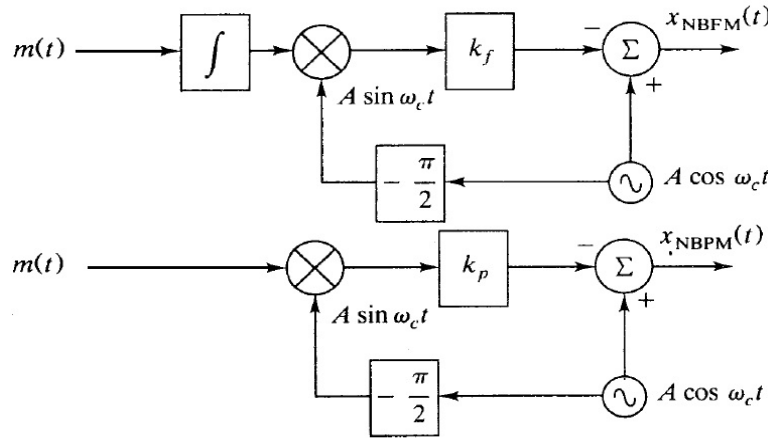 m(t) ∫ k_f − Σ x_NBFM(t)
+
A sin ω_c t
− π/2
A cos ω_c t
m(t) k_p − Σ x_NBPM(t)
+
A sin ω_c t
− π/2
A cos ω_c t